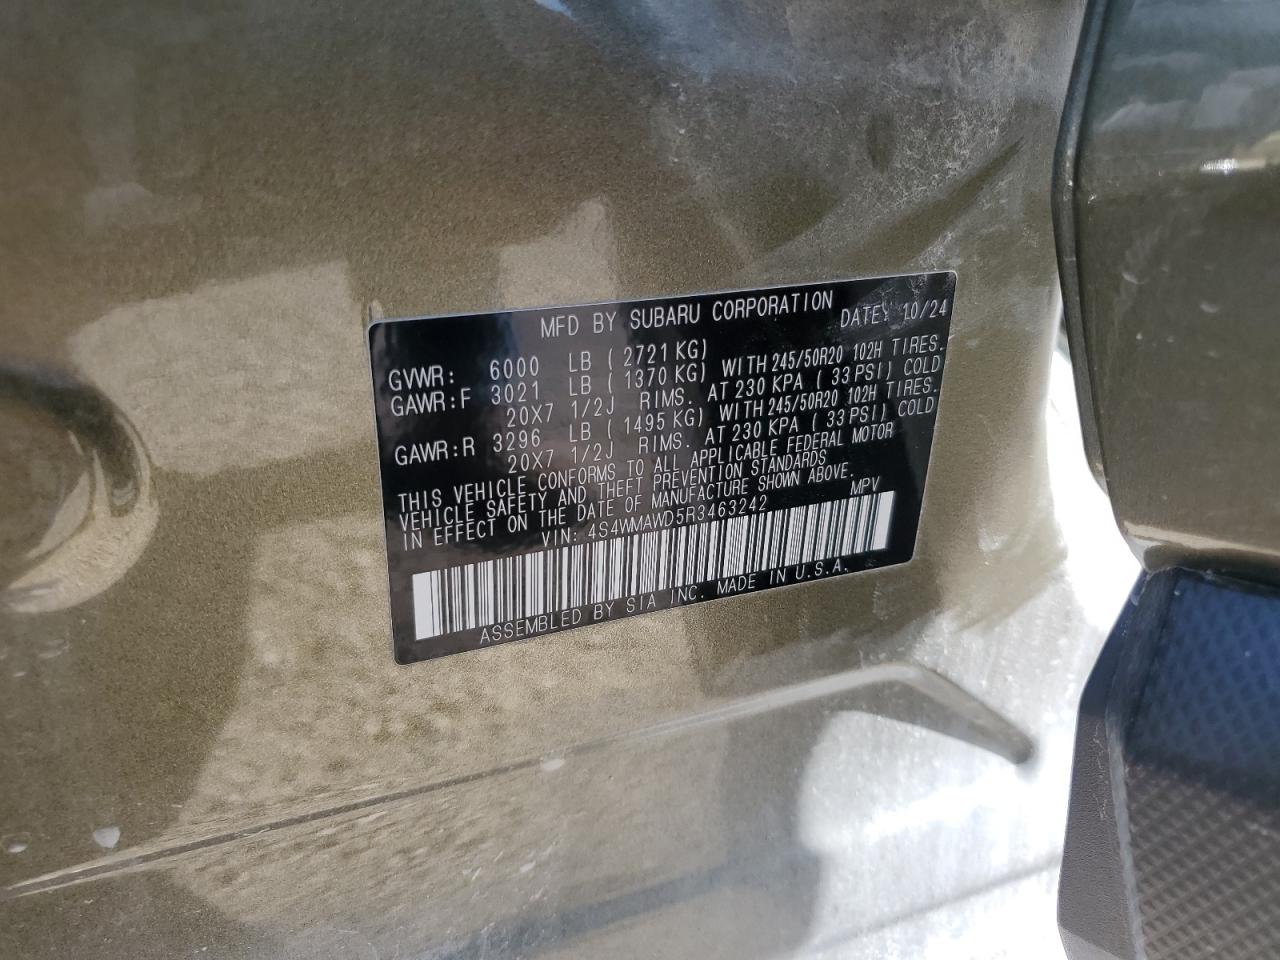 MFD BY SUBARU CORPORATION DATE: 10/24
GVWR: 6000 LB ( 2721 KG)
GAWR:F 3021 LB ( 1370 KG) WITH 245/50R20 102H TIRES.
20X7 1/2J RIMS. AT 230 KPA ( 33 PSI) COLD
GAWR:R 3296 LB ( 1495 KG) WITH 245/50R20 102H TIRES.
20X7 1/2J RIMS. AT 230 KPA ( 33 PSI) COLD
THIS VEHICLE CONFORMS TO ALL APPLICABLE FEDERAL MOTOR
VEHICLE SAFETY AND THEFT PREVENTION STANDARDS
IN EFFECT ON THE DATE OF MANUFACTURE SHOWN ABOVE.
VIN: 4S4WMAWD5R3463242 MPV
ASSEMBLED BY SIA INC. MADE IN U.S.A.